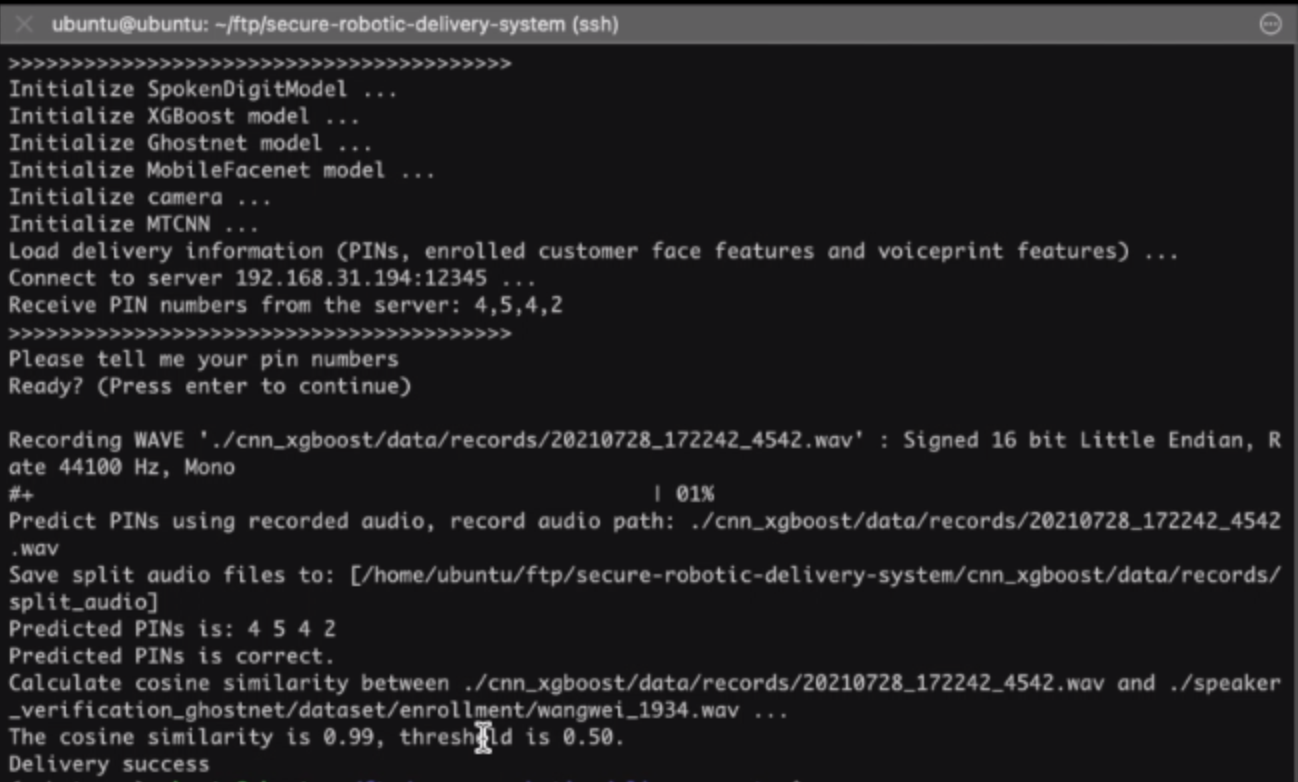 ubuntu@ubuntu: ~/ftp/secure-robotic-delivery-system (ssh)
>>>>>>>>>>>>>>>>>>>>>>>>>>>>>>>>>>>>>>>>
Initialize SpokenDigitModel ...
Initialize XGBoost model ...
Initialize Ghostnet model ...
Initialize MobileFacenet model ...
Initialize camera ...
Initialize MTCNN ...
Load delivery information (PINs, enrolled customer face features and voiceprint features) ...
Connect to server 192.168.31.194:12345 ...
Receive PIN numbers from the server: 4,5,4,2
>>>>>>>>>>>>>>>>>>>>>>>>>>>>>>>>>>>>>>>>
Please tell me your pin numbers
Ready? (Press enter to continue)
Recording WAVE './cnn_xgboost/data/records/20210728_172242_4542.wav' : Signed 16 bit Little Endian, R
ate 44100 Hz, Mono
#+ | 01%
Predict PINs using recorded audio, record audio path: ./cnn_xgboost/data/records/20210728_172242_4542
.wav
Save split audio files to: [/home/ubuntu/ftp/secure-robotic-delivery-system/cnn_xgboost/data/records/
split_audio]
Predicted PINs is: 4 5 4 2
Predicted PINs is correct.
Calculate cosine similarity between ./cnn_xgboost/data/records/20210728_172242_4542.wav and ./speaker
_verification_ghostnet/dataset/enrollment/wangwei_1934.wav ...
The cosine similarity is 0.99, threshold is 0.50.
Delivery success